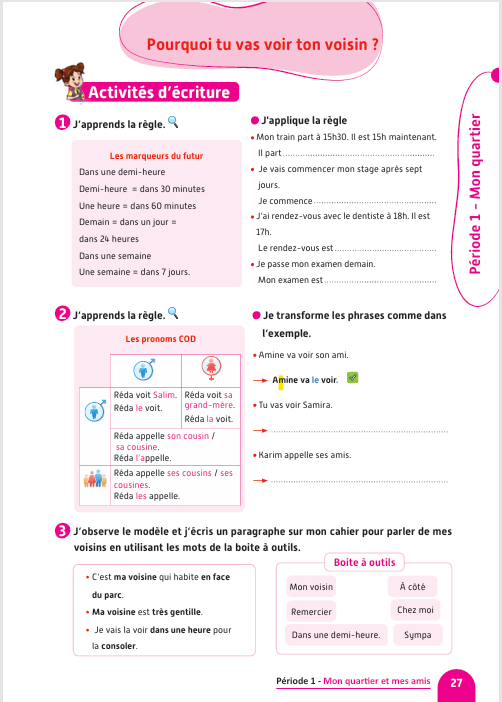 Pourquoi tu vas voir ton voisin ?
Activités d'écriture
1 J'apprends la règle.
Les marqueurs du futur
Dans une demi-heure
Demi-heure = dans 30 minutes
Une heure = dans 60 minutes
Demain = dans un jour =
dans 24 heures
Dans une semaine
Une semaine = dans 7 jours.
J'applique la règle
• Mon train part à 15h30. Il est 15h maintenant.
Il part..........
• Je vais commencer mon stage après sept
jours.
Je commence..........
• J'ai rendez-vous avec le dentiste à 18h. Il est
17h.
Le rendez-vous est..........
• Je passe mon examen demain.
Mon examen est..........
Période 1 - Mon quartier
2 J'apprends la règle.
Les pronoms COD
Réda voit Salim.
Réda le voit.
Réda voit sa
grand-mère.
Réda la voit.
Réda appelle son cousin /
sa cousine.
Réda l'appelle.
Réda appelle ses cousins / ses
cousines.
Réda les appelle.
Je transforme les phrases comme dans
l'exemple.
• Amine va voir son ami.
Amine va le voir.
• Tu vas voir Samira.
..........
• Karim appelle ses amis.
..........
3 J'observe le modèle et j'écris un paragraphe sur mon cahier pour parler de mes
voisins en utilisant les mots de la boite à outils.
• C'est ma voisine qui habite en face
du parc.
• Ma voisine est très gentille.
• Je vais la voir dans une heure pour
la consoler.
Boite à outils
Mon voisin
À côté
Remercier
Chez moi
Dans une demi-heure.
Sympa
Période 1 - Mon quartier et mes amis
27